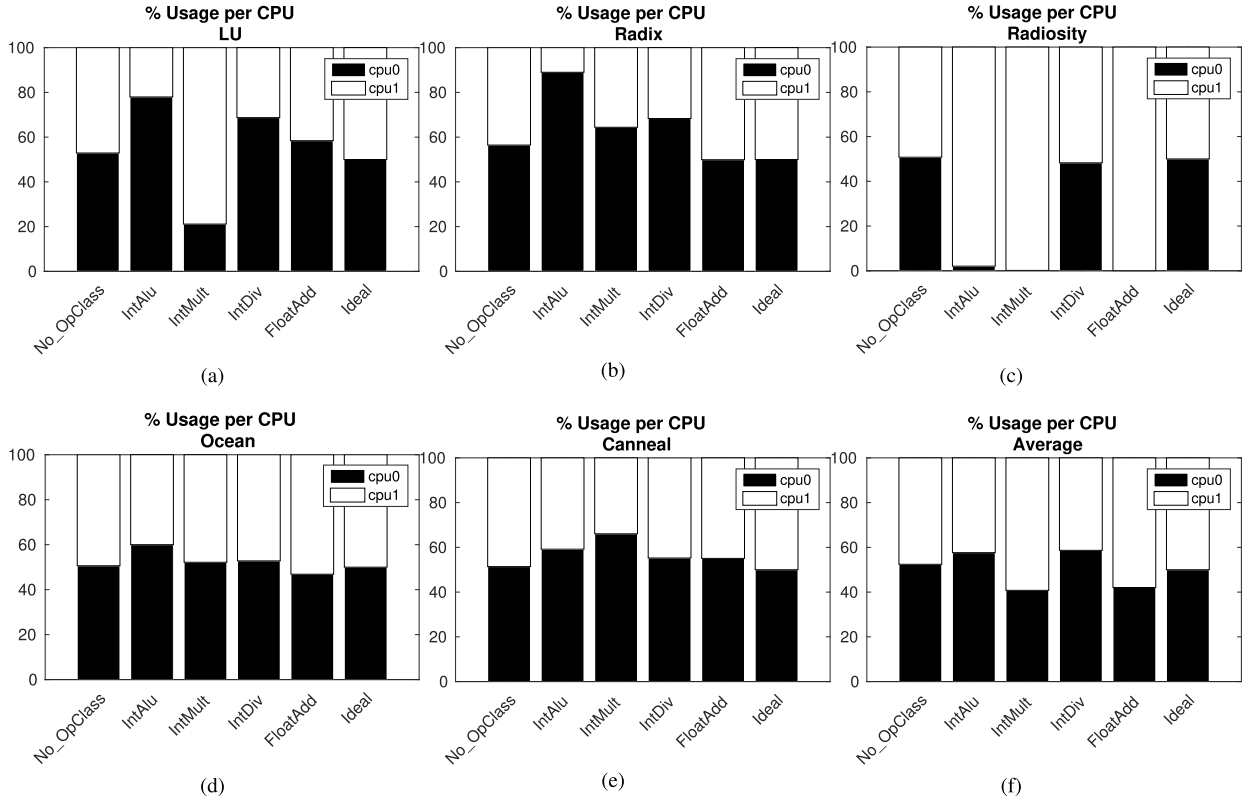 % Usage per CPU
LU
100
80
60
40
20
0
cpu0
cpu1
No_OpClass
IntAlu
IntMult
IntDiv
FloatAdd
Ideal
(a)
% Usage per CPU
Radix
100
80
60
40
20
0
cpu0
cpu1
No_OpClass
IntAlu
IntMult
IntDiv
FloatAdd
Ideal
(b)
% Usage per CPU
Radiosity
100
80
60
40
20
0
cpu0
cpu1
No_OpClass
IntAlu
IntMult
IntDiv
FloatAdd
Ideal
(c)
% Usage per CPU
Ocean
100
80
60
40
20
0
cpu0
cpu1
No_OpClass
IntAlu
IntMult
IntDiv
FloatAdd
Ideal
(d)
% Usage per CPU
Canneal
100
80
60
40
20
0
cpu0
cpu1
No_OpClass
IntAlu
IntMult
IntDiv
FloatAdd
Ideal
(e)
% Usage per CPU
Average
100
80
60
40
20
0
cpu0
cpu1
No_OpClass
IntAlu
IntMult
IntDiv
FloatAdd
Ideal
(f)